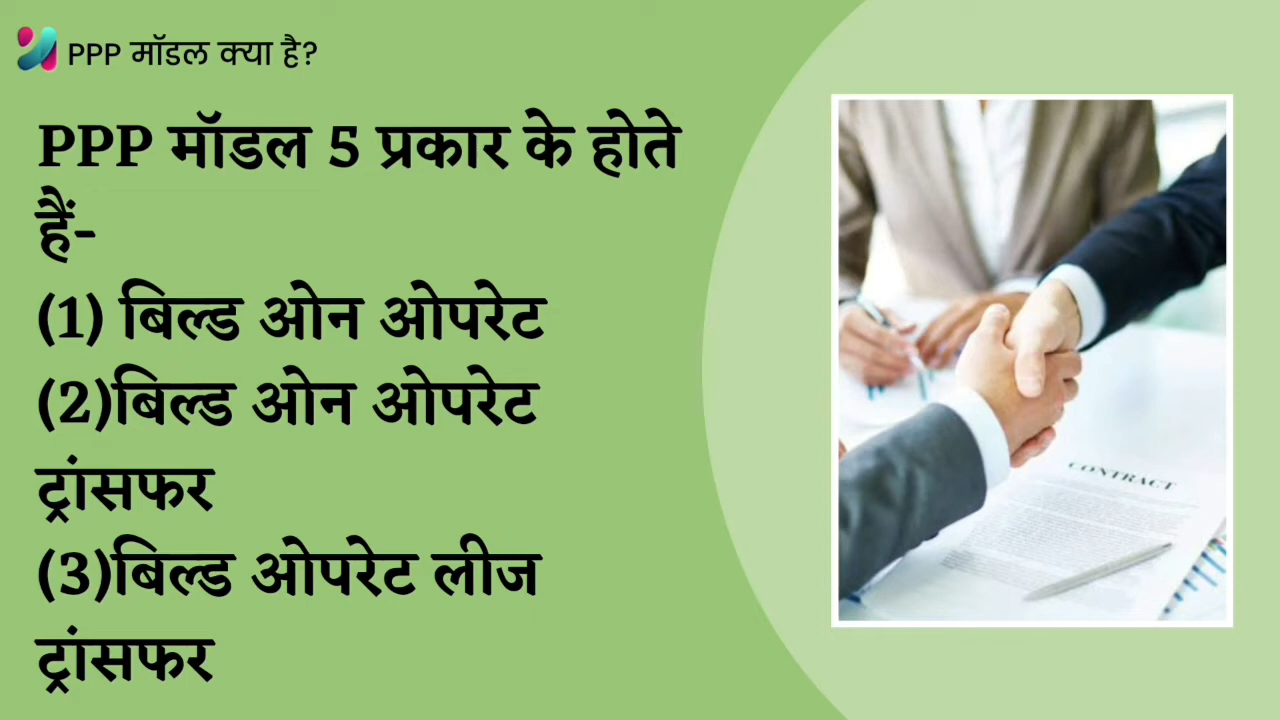 PPP मॉडल क्या है?
PPP मॉडल 5 प्रकार के होते
हैं-
(1) बिल्ड ओन ओपरेट
(2)बिल्ड ओन ओपरेट
ट्रांसफर
(3)बिल्ड ओपरेट लीज
ट्रांसफर
CONTRACT